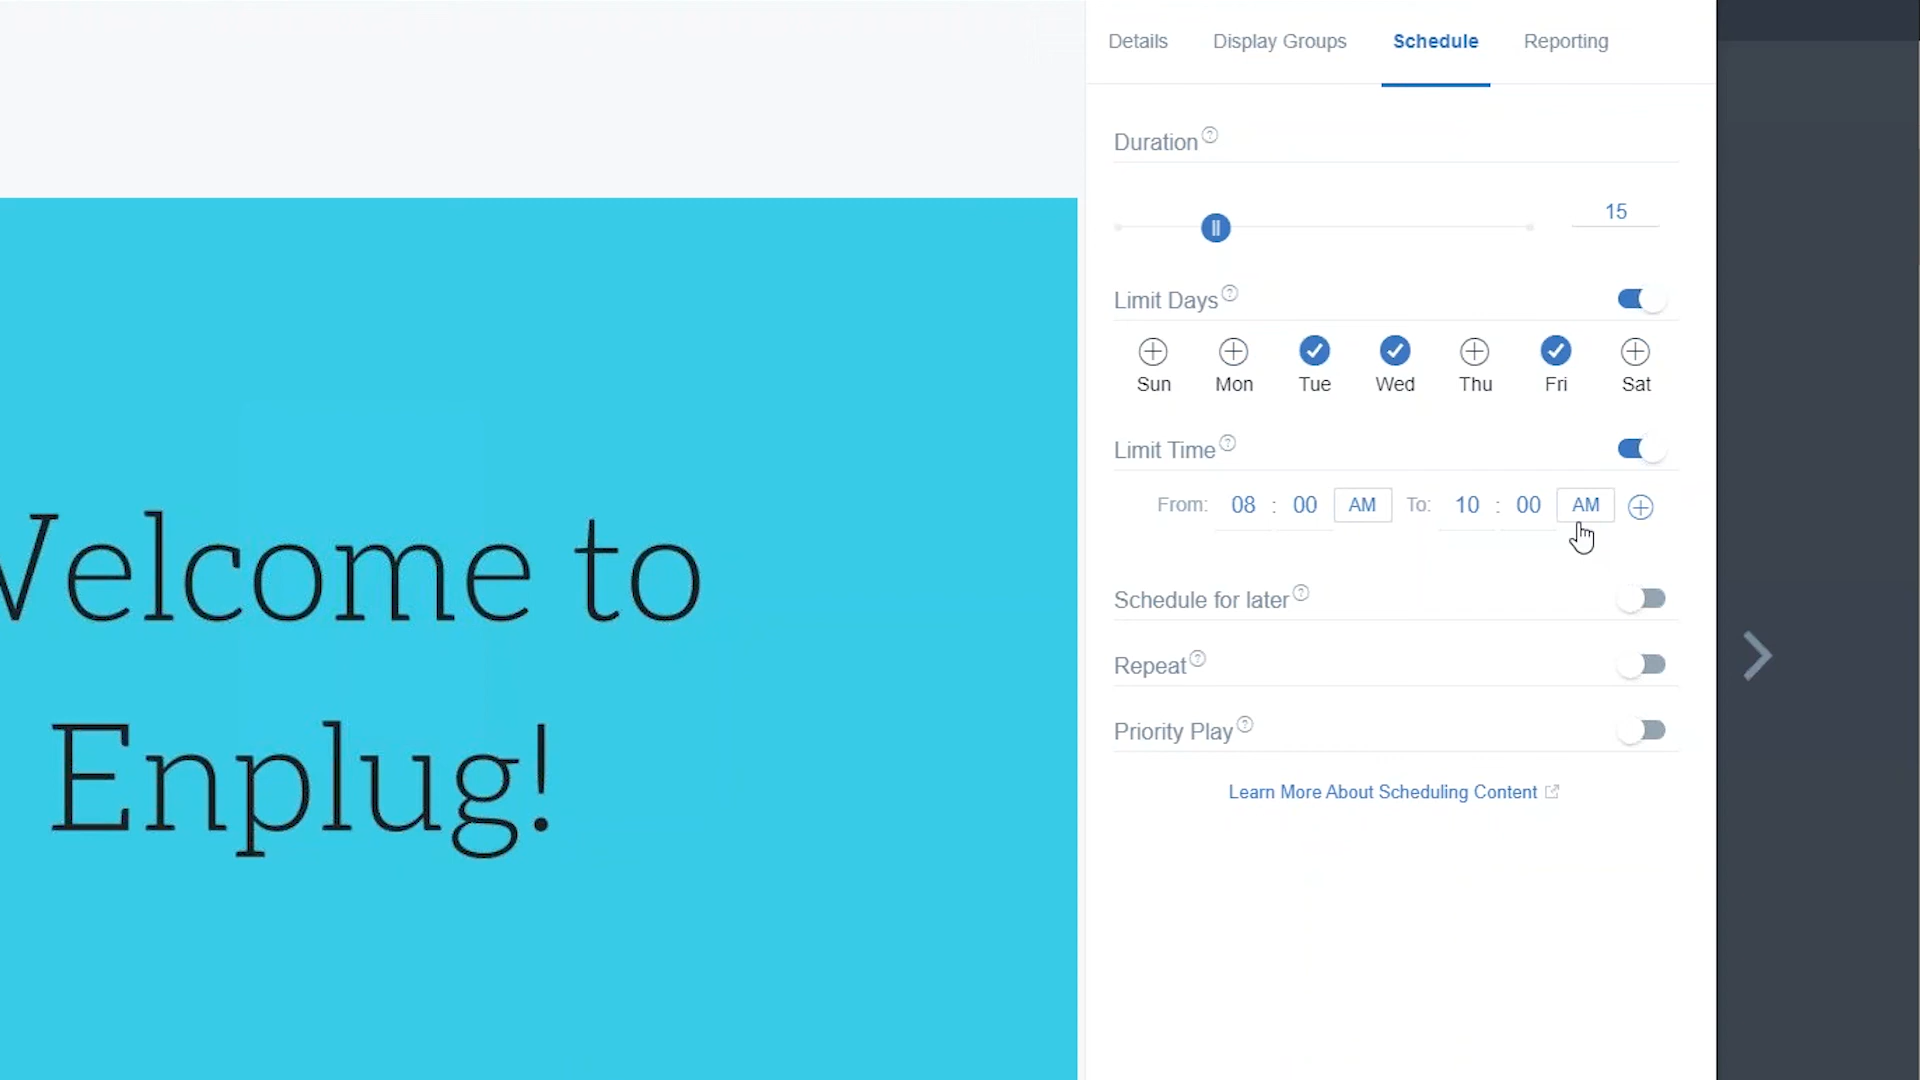 Details Display Groups Schedule Reporting
Duration ?
15
Limit Days ?
Sun Mon Tue Wed Thu Fri Sat
Limit Time ?
From: 08 : 00 AM To: 10 : 00 AM
Schedule for later ?
Repeat ?
Priority Play ?
Learn More About Scheduling Content
Welcome to
Enplug!